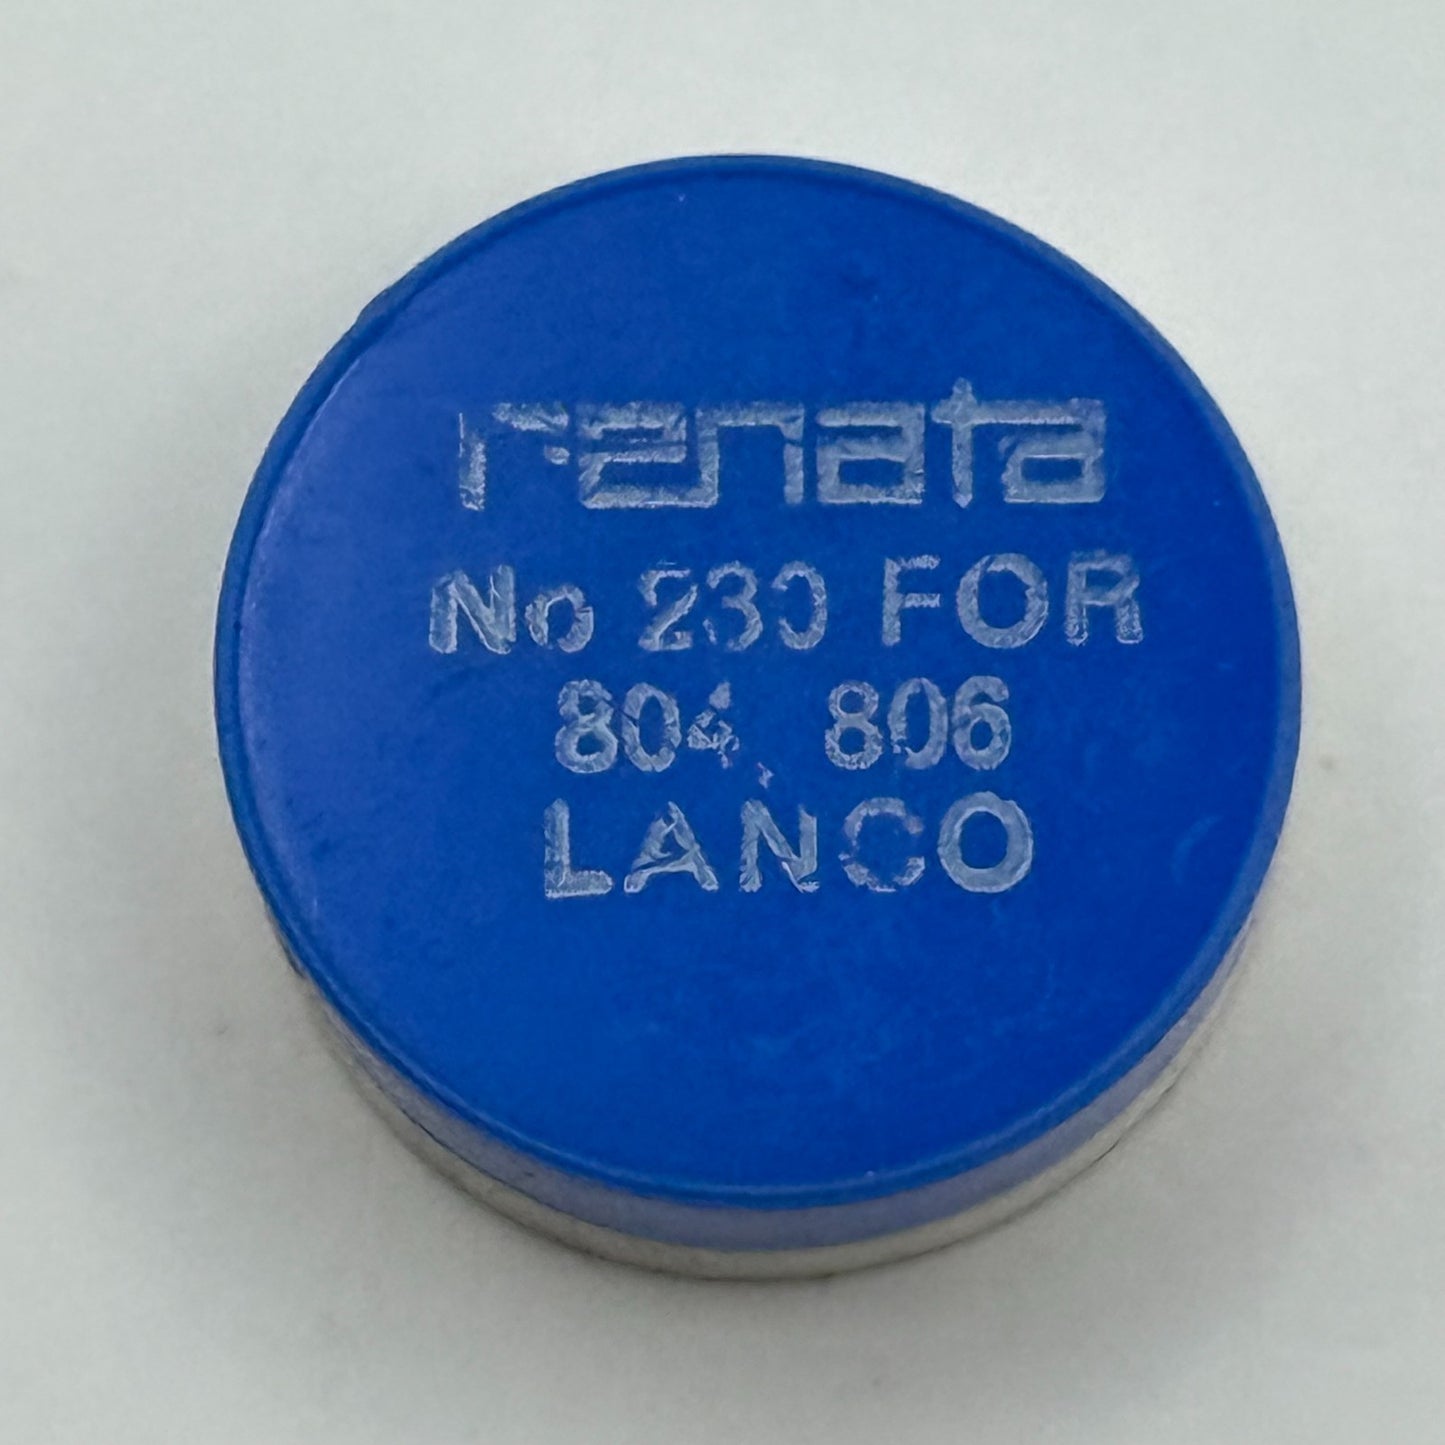 renata
No 230 FOR
804, 806
LANCO